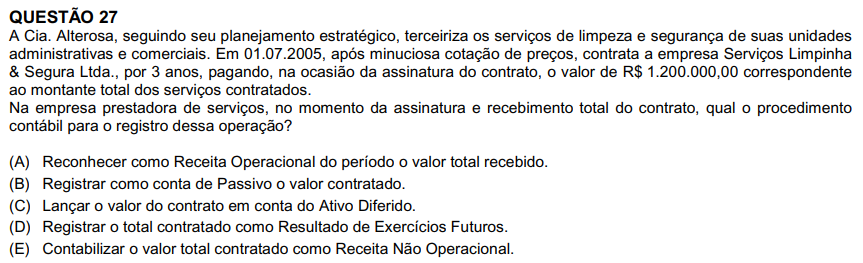 QUESTÃO 27
A Cia. Alterosa, seguindo seu planejamento estratégico, terceiriza os serviços de limpeza e segurança de suas unidades
administrativas e comerciais. Em 01.07.2005, após minuciosa cotação de preços, contrata a empresa Serviços Limpinha
& Segura Ltda., por 3 anos, pagando, na ocasião da assinatura do contrato, o valor de R$ 1.200.000,00 correspondente
ao montante total dos serviços contratados.
Na empresa prestadora de serviços, no momento da assinatura e recebimento total do contrato, qual o procedimento
contábil para o registro dessa operação?
(A) Reconhecer como Receita Operacional do período o valor total recebido.
(B) Registrar como conta de Passivo o valor contratado.
(C) Lançar o valor do contrato em conta do Ativo Diferido.
(D) Registrar o total contratado como Resultado de Exercícios Futuros.
(E) Contabilizar o valor total contratado como Receita Não Operacional.